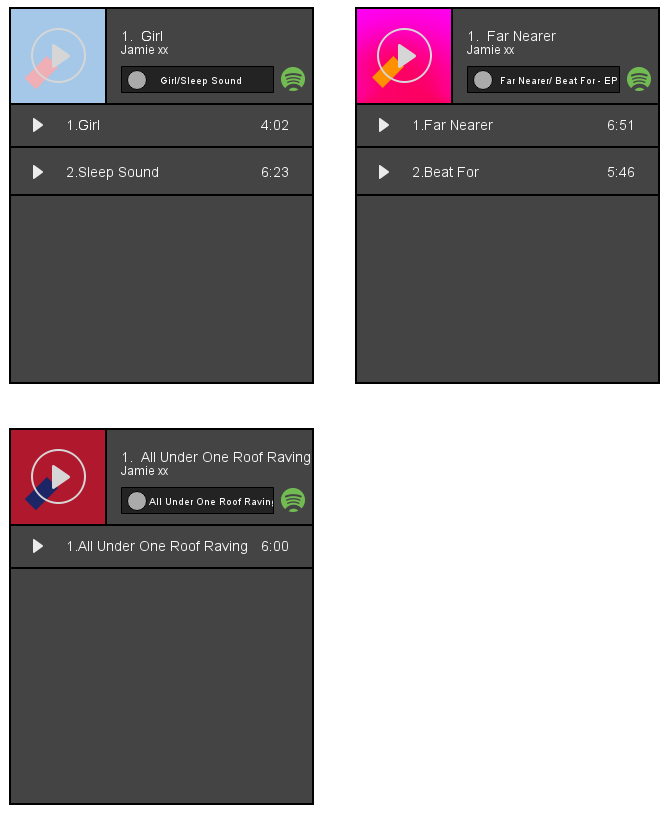 1. Girl
Jamie xx
Girl/Sleep Sound
1.Girl 4:02
2.Sleep Sound 6:23
1. Far Nearer
Jamie xx
Far Nearer/ Beat For - EP
1.Far Nearer 6:51
2.Beat For 5:46
1. All Under One Roof Raving
Jamie xx
All Under One Roof Raving
1.All Under One Roof Raving 6:00